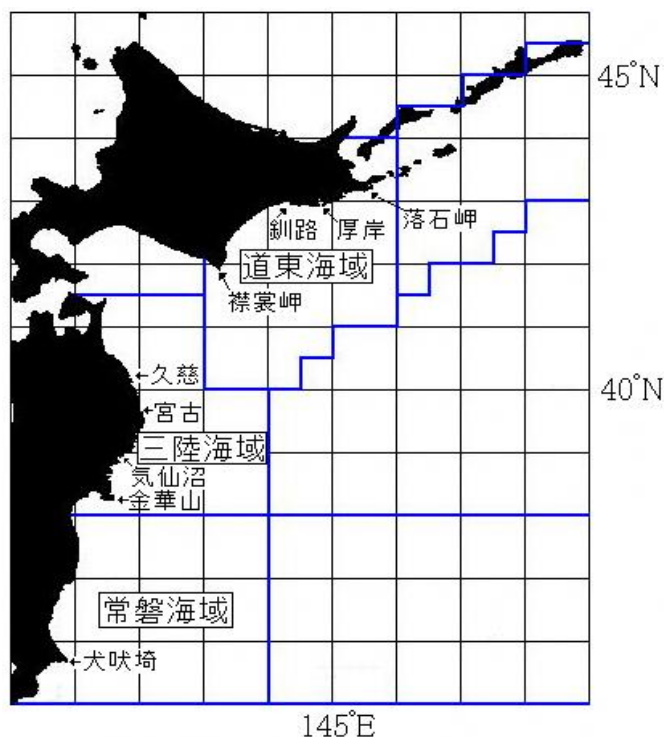 45°N
落石岬
釧路
厚岸
道東海域
襟裳岬
久慈
40°N
宮古
三陸海域
気仙沼
金華山
常磐海域
犬吠埼
145°E